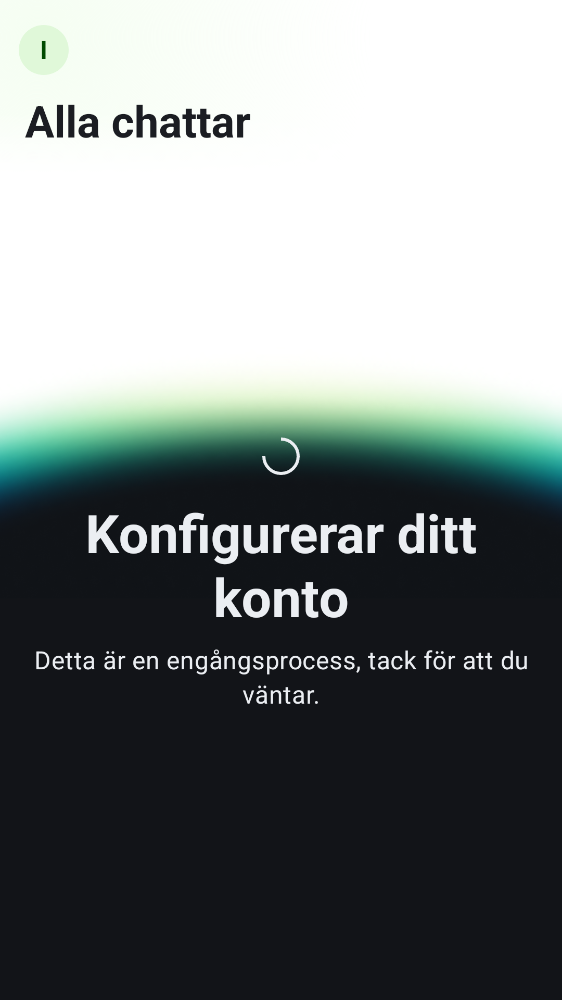 I
Alla chattar
Konfigurerar ditt
konto
Detta är en engångsprocess, tack för att du
väntar.